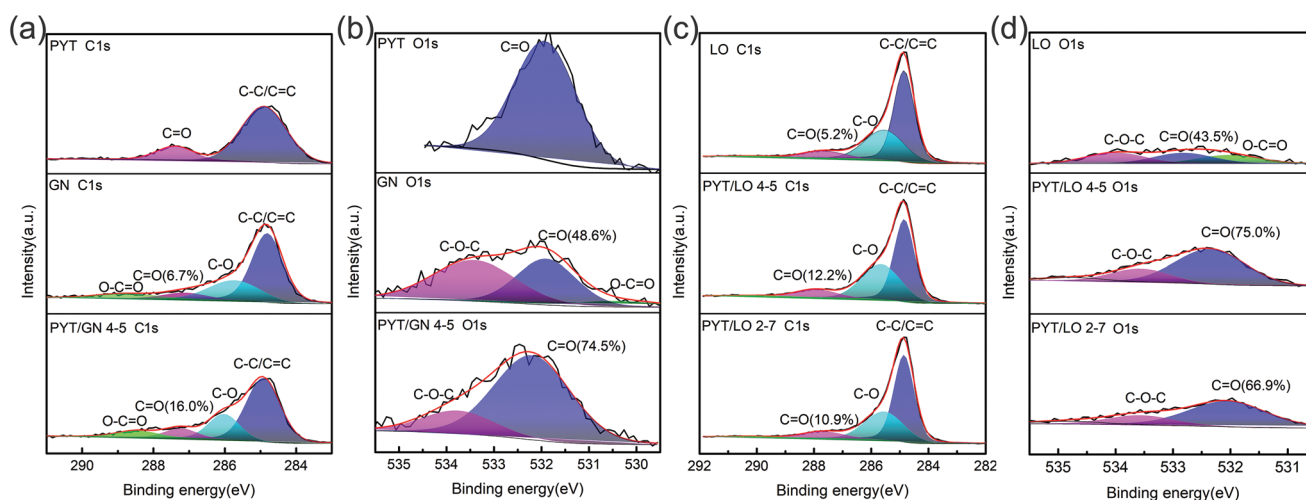 (a)
PYT C1s
C=O
C-C/C=C
GN C1s
O-C=O
C=O(6.7%)
C-O
C-C/C=C
PYT/GN 4-5 C1s
O-C=O
C=O(16.0%)
C-O
C-C/C=C
Intensity(a.u.)
290 288 286 284
Binding energy(eV)
(b)
PYT O1s
C=O
GN O1s
C-O-C
C=O(48.6%)
O-C=O
PYT/GN 4-5 O1s
C-O-C
C=O(74.5%)
Intensity(a.u.)
535 534 533 532 531 530
Binding energy(eV)
(c)
LO C1s
C=O(5.2%)
C-O
C-C/C=C
PYT/LO 4-5 C1s
C=O(12.2%)
C-O
C-C/C=C
PYT/LO 2-7 C1s
C=O(10.9%)
C-O
C-C/C=C
Intensity(a.u.)
292 290 288 286 284 282
Binding energy(eV)
(d)
LO O1s
C-O-C
C=O(43.5%)
O-C=O
PYT/LO 4-5 O1s
C-O-C
C=O(75.0%)
PYT/LO 2-7 O1s
C-O-C
C=O(66.9%)
Intensity(a.u.)
535 534 533 532 531
Binding energy(eV)